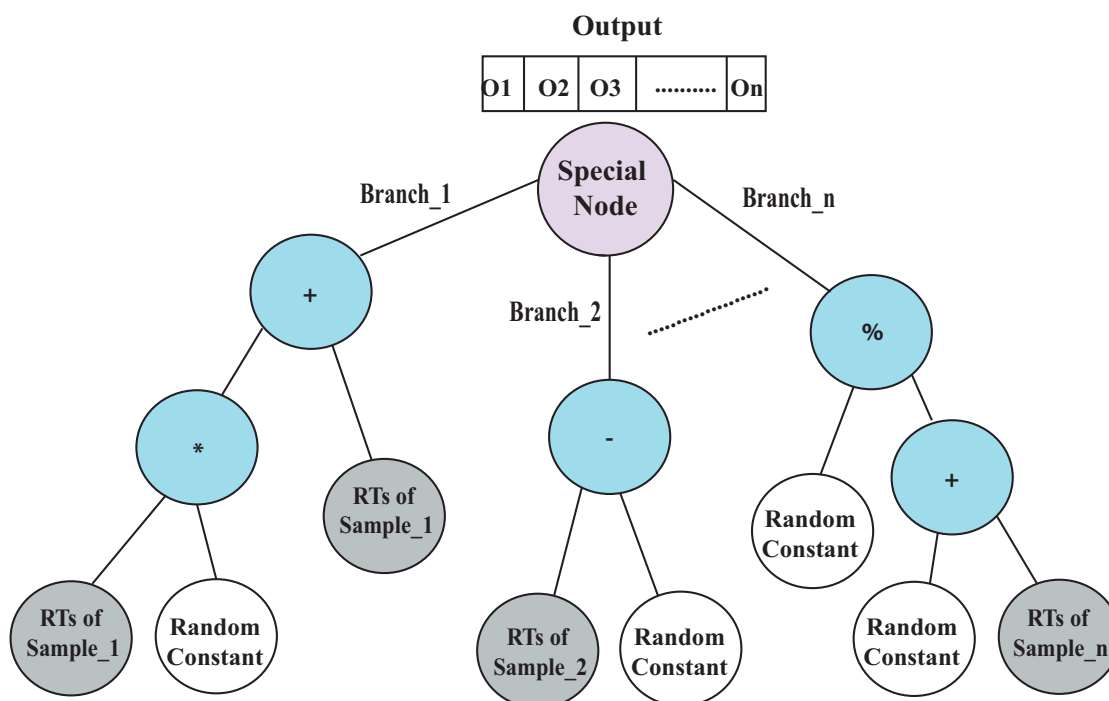 Output
O1 O2 O3 .......... On
Special
Node
Branch_1
Branch_n
+
Branch_2
%
*
-
RTs of
Sample_1
+
Random
Constant
RTs of
Sample_1
Random
Constant
RTs of
Sample_2
Random
Constant
Random
Constant
RTs of
Sample_n